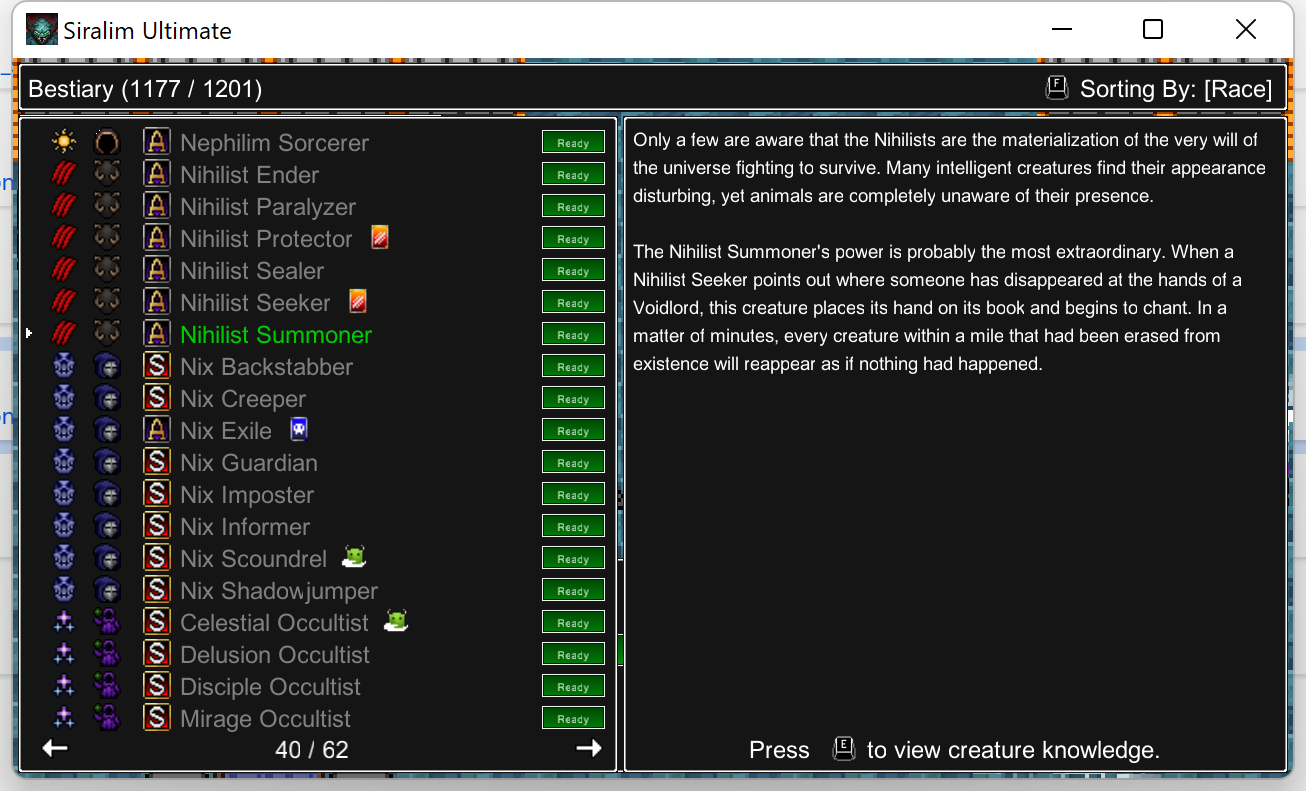 Siralim Ultimate
Bestiary (1177 / 1201)
F Sorting By: [Race]
A Nephilim Sorcerer Ready
A Nihilist Ender Ready
A Nihilist Paralyzer Ready
A Nihilist Protector Ready
A Nihilist Sealer Ready
A Nihilist Seeker Ready
A Nihilist Summoner Ready
S Nix Backstabber Ready
S Nix Creeper Ready
A Nix Exile Ready
S Nix Guardian Ready
S Nix Imposter Ready
S Nix Informer Ready
S Nix Scoundrel Ready
S Nix Shadowjumper Ready
S Celestial Occultist Ready
S Delusion Occultist Ready
S Disciple Occultist Ready
S Mirage Occultist Ready
40 / 62
Only a few are aware that the Nihilists are the materialization of the very will of
the universe fighting to survive. Many intelligent creatures find their appearance
disturbing, yet animals are completely unaware of their presence.
The Nihilist Summoner's power is probably the most extraordinary. When a
Nihilist Seeker points out where someone has disappeared at the hands of a
Voidlord, this creature places its hand on its book and begins to chant. In a
matter of minutes, every creature within a mile that had been erased from
existence will reappear as if nothing had happened.
Press E to view creature knowledge.